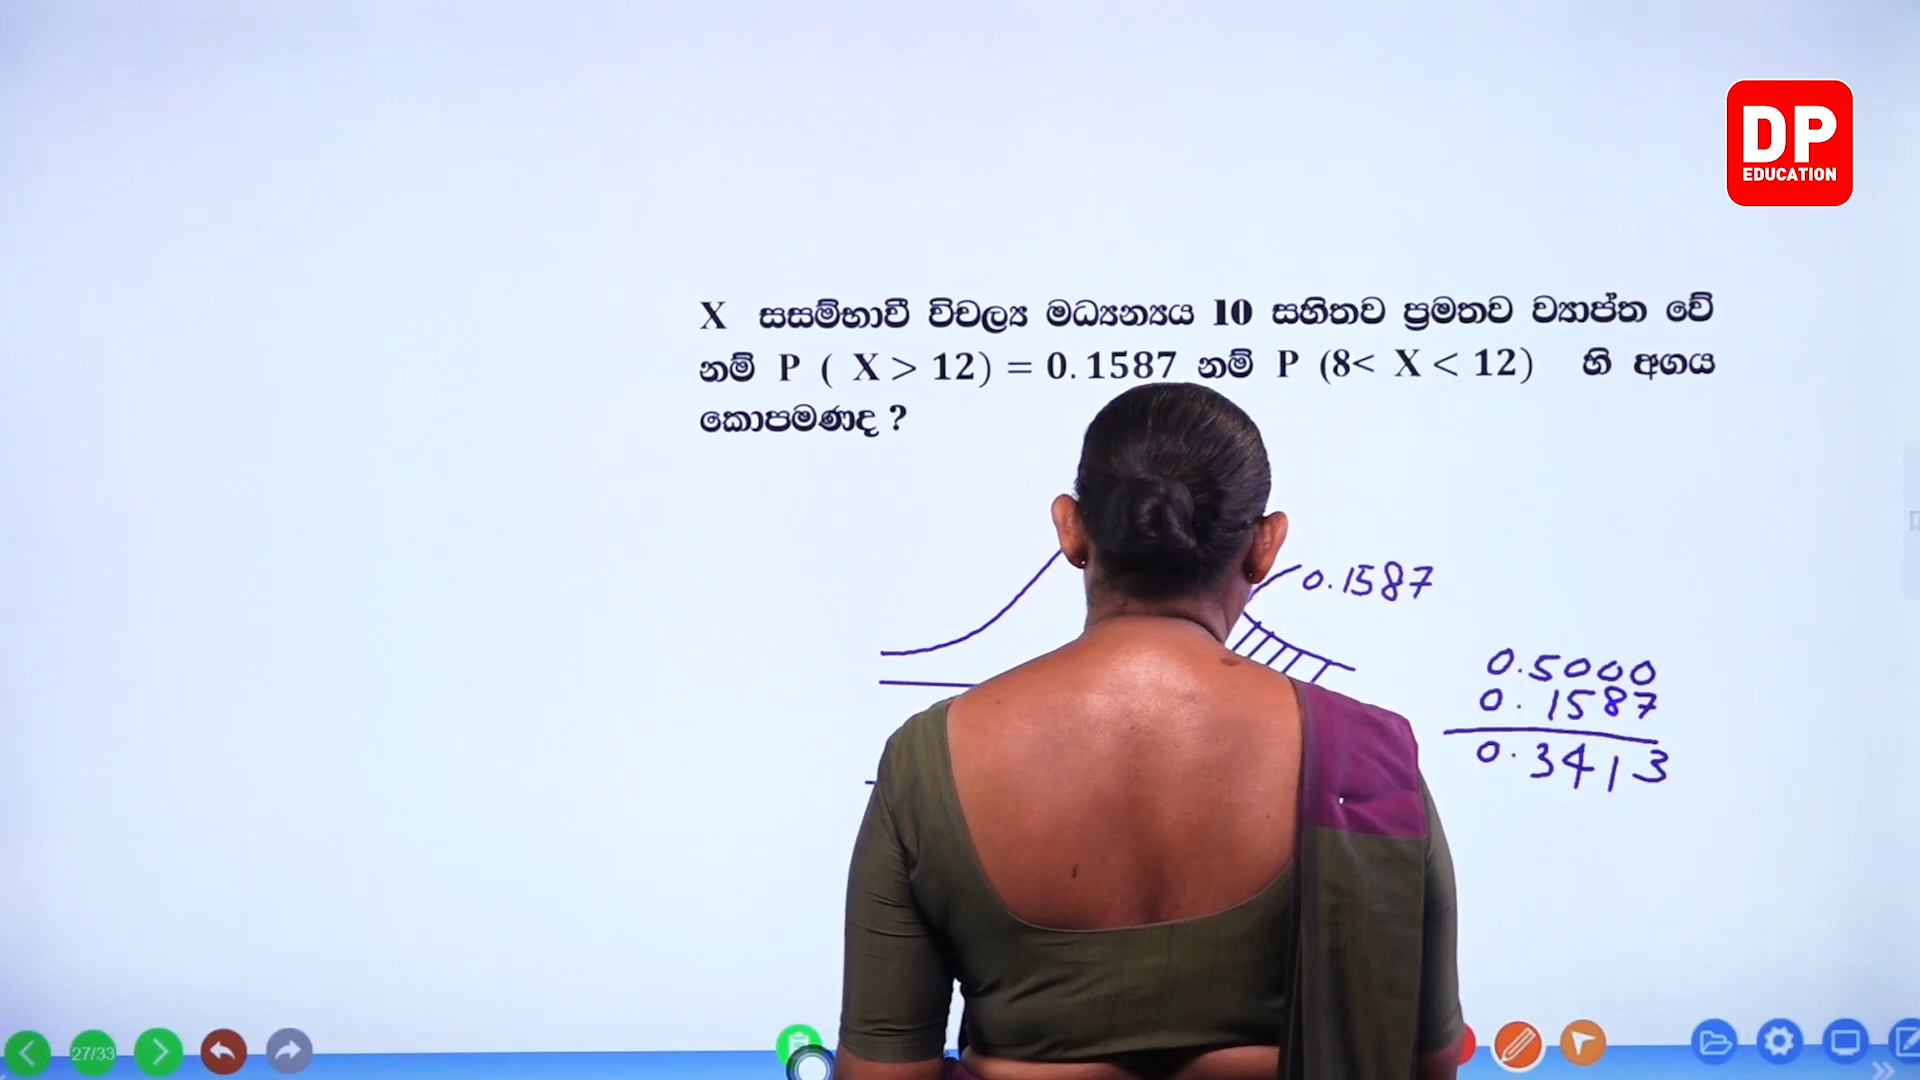 DP
EDUCATION
X සසම්භාවී විචල්‍ය මධ්‍යන්‍යය 10 සහිතව ප්‍රමතව ව්‍යාප්ත වේ
නම් P ( X > 12) = 0.1587 නම් P (8< X < 12) හි අගය
කොපමණද ?
0.1587
0.5000
0.1587
0.3413
27/33